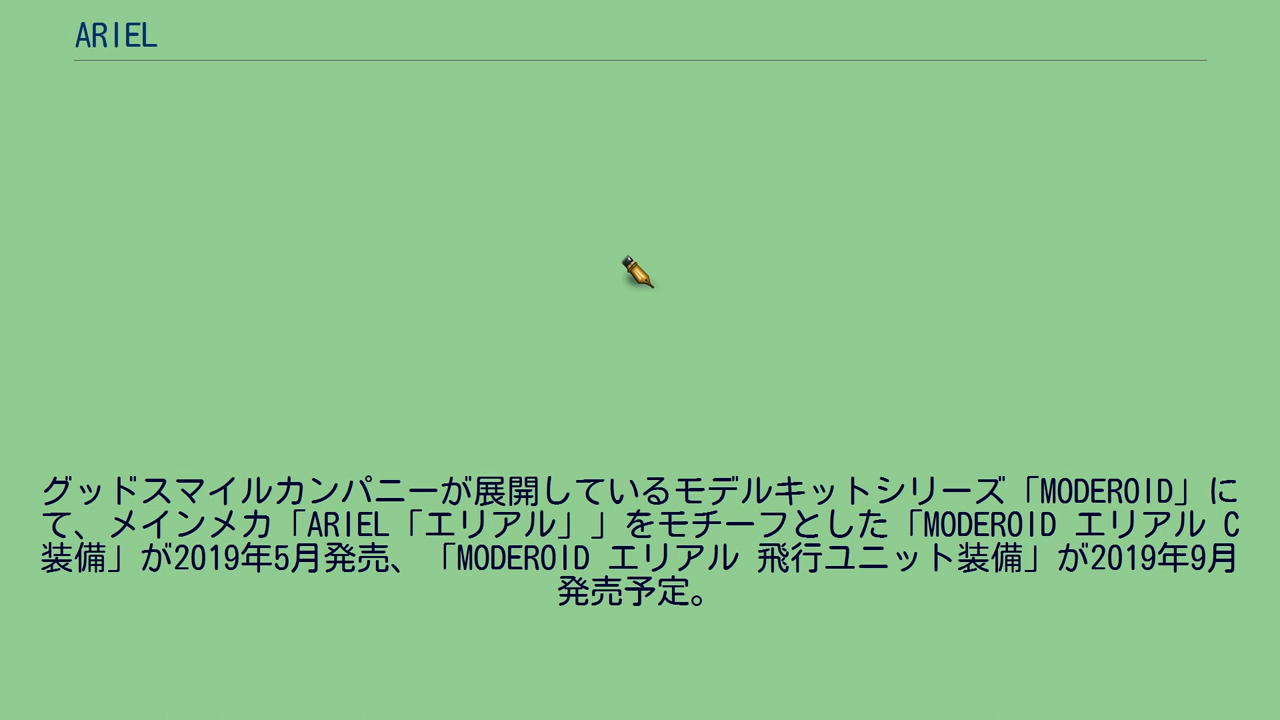 ARIEL
グッドスマイルカンパニーが展開しているモデルキットシリーズ「MODEROID」に
て、メインメカ「ARIEL「エリアル」」をモチーフとした「MODEROID エリアル C
装備」が2019年5月発売、「MODEROID エリアル 飛行ユニット装備」が2019年9月
発売予定。